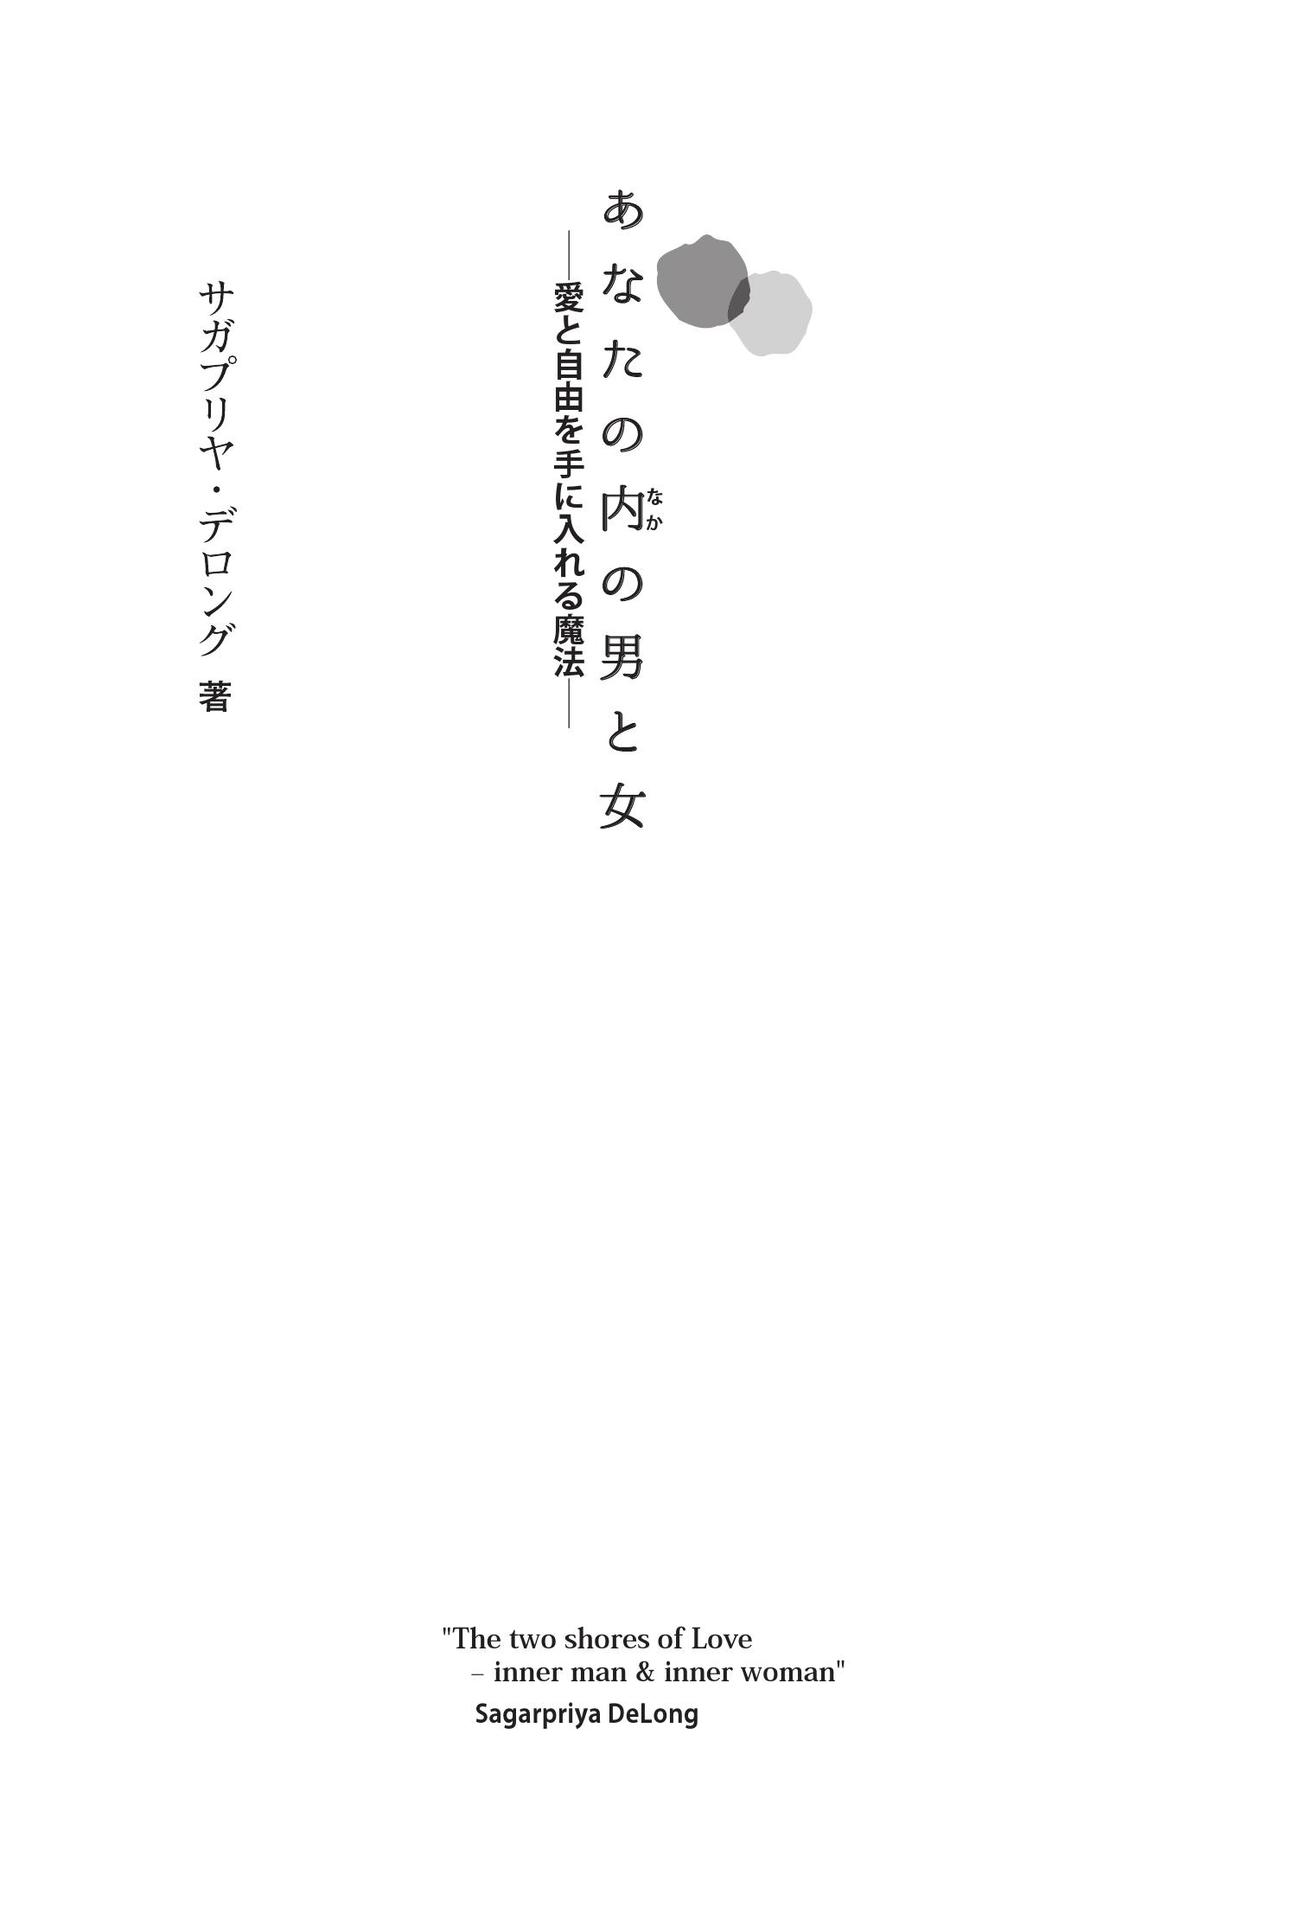 あなたの内の男と女
なか
――愛と自由を手に入れる魔法――
サガプリヤ・デロング 著
"The two shores of Love
– inner man & inner woman"
Sagarpriya DeLong